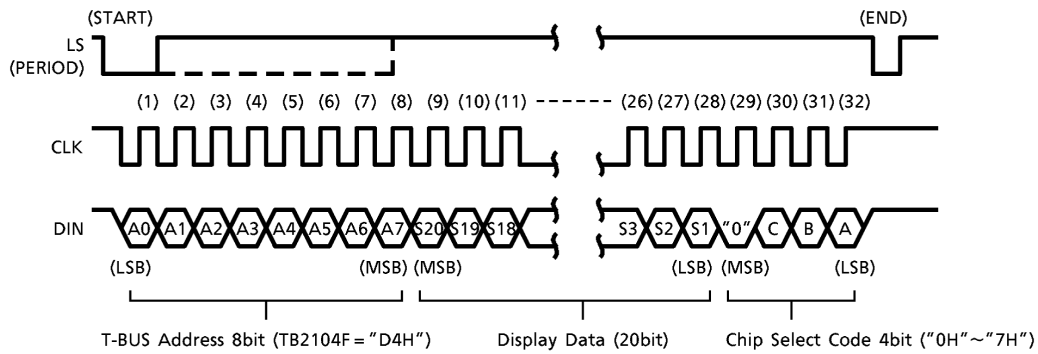 (START) (END)
LS
(PERIOD)
(1) (2) (3) (4) (5) (6) (7) (8) (9) (10) (11) (26) (27) (28) (29) (30) (31) (32)
CLK
DIN A0 A1 A2 A3 A4 A5 A6 A7 S20 S19 S18 S3 S2 S1 "0" C B A
(LSB) (MSB) (MSB) (LSB) (MSB) (LSB)
T-BUS Address 8bit (TB2104F = "D4H") Display Data (20bit) Chip Select Code 4bit ("0H"~"7H")